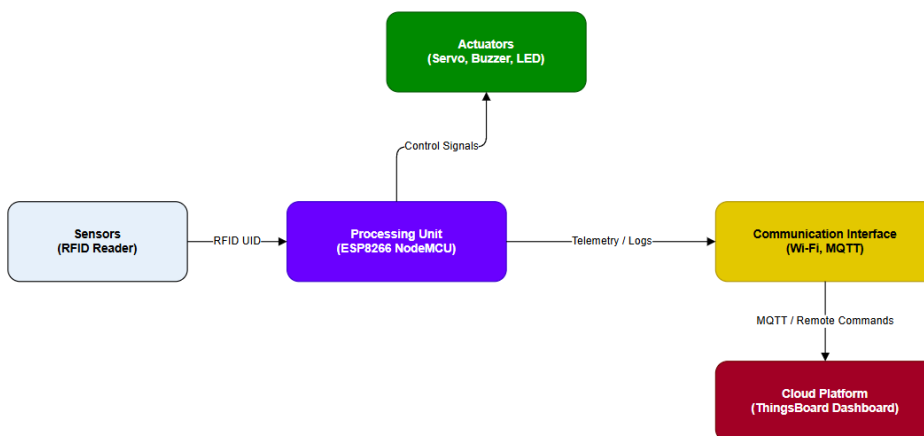 Actuators
(Servo, Buzzer, LED)
Control Signals
Sensors
(RFID Reader)
RFID UID
Processing Unit
(ESP8266 NodeMCU)
Telemetry / Logs
Communication Interface
(Wi-Fi, MQTT)
MQTT / Remote Commands
Cloud Platform
(ThingsBoard Dashboard)